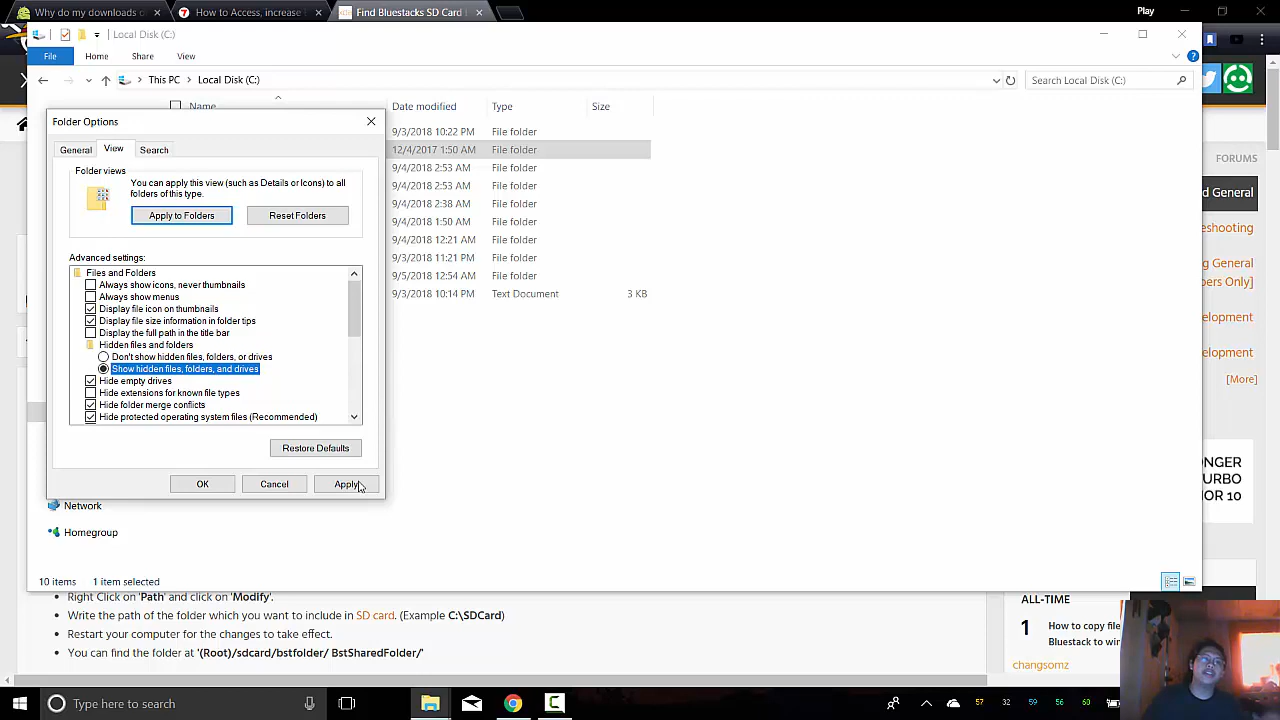 Why do my downloads
How to Access, increase
Find Bluestacks SD Card
Play
Local Disk (C:)
File
Home
Share
View
This PC
Local Disk (C:)
Search Local Disk (C:)
Name
Date modified
Type
Size
9/3/2018 10:22 PM File folder
12/4/2017 1:50 AM File folder
9/4/2018 2:53 AM File folder
9/4/2018 2:53 AM File folder
9/4/2018 2:38 AM File folder
9/4/2018 1:50 AM File folder
9/4/2018 12:21 AM File folder
9/3/2018 11:21 PM File folder
9/5/2018 12:54 AM File folder
9/3/2018 10:14 PM Text Document 3 KB
Folder Options
General
View
Search
Folder views
You can apply this view (such as Details or Icons) to all
folders of this type.
Apply to Folders
Reset Folders
Advanced settings:
Files and Folders
Always show icons, never thumbnails
Always show menus
Display file icon on thumbnails
Display file size information in folder tips
Display the full path in the title bar
Hidden files and folders
Don't show hidden files, folders, or drives
Show hidden files, folders, and drives
Hide empty drives
Hide extensions for known file types
Hide folder merge conflicts
Hide protected operating system files (Recommended)
Restore Defaults
OK
Cancel
Apply
Network
Homegroup
10 items
1 item selected
FORUMS
d General
eshooting
ng General
pers Only]
elopment
elopment
[More]
NGER
URBO
IOR 10
Right Click on 'Path' and click on 'Modify'.
Write the path of the folder which you want to include in SD card. (Example C:\SDCard)
Restart your computer for the changes to take effect.
You can find the folder at '(Root)/sdcard/bstfolder/ BstSharedFolder/'
ALL-TIME
1
How to copy file
Bluestack to win
changsomz
Type here to search
57
32
59
56
60